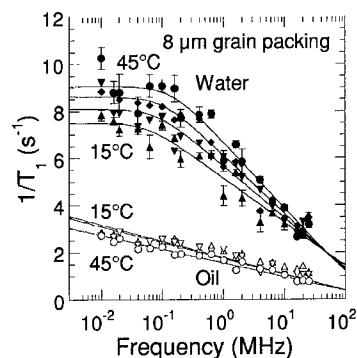 8 μm grain packing
45°C
Water
15°C
15°C
45°C
Oil
1/T₁ (s⁻¹)
12
10
8
6
4
2
0
10⁻² 10⁻¹ 10⁰ 10¹ 10²
Frequency (MHz)